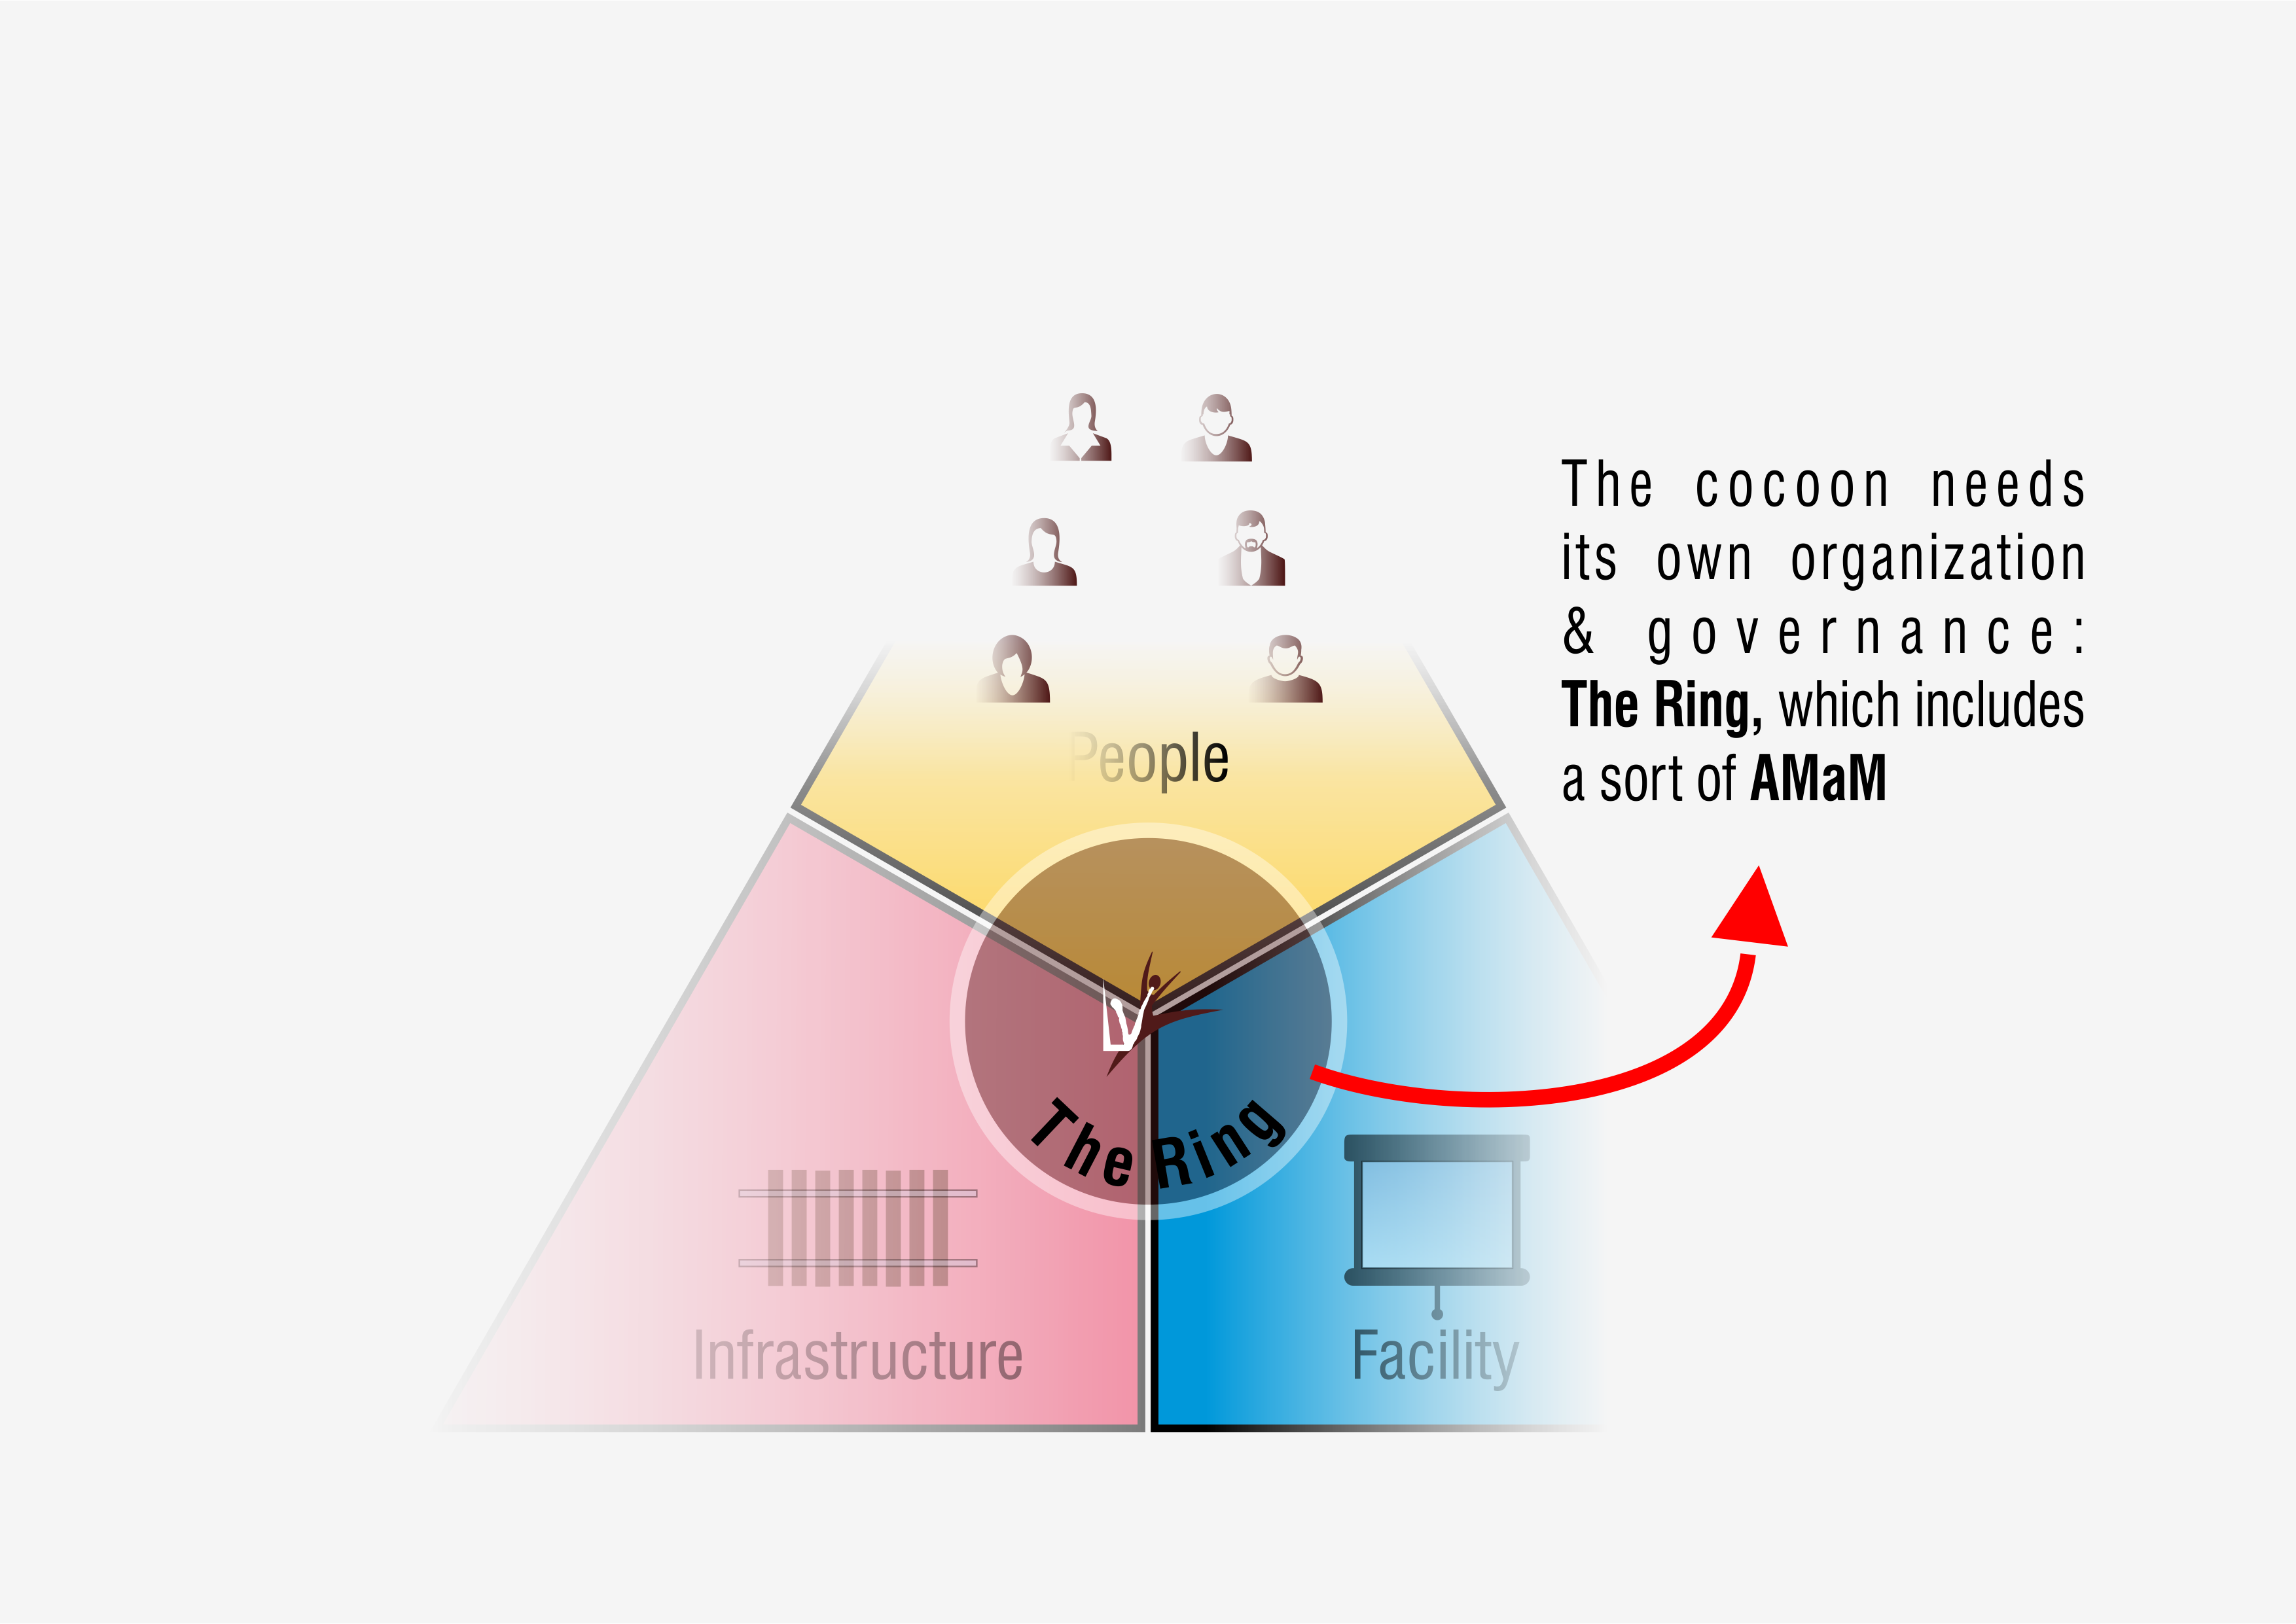 The cocoon needs
its own organization
& governance:
The Ring, which includes
a sort of AMaM
People
The Ring
Infrastructure
Facility